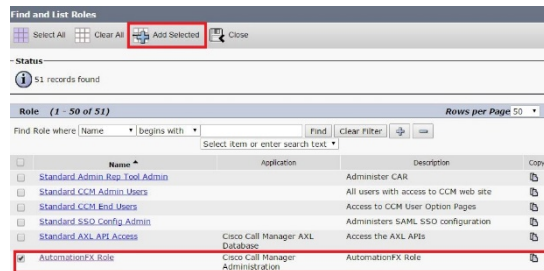 Find and List Roles
Select All Clear All Add Selected Close
Status
51 records found
Role (1 - 50 of 51) Rows per Page 50
Find Role where Name begins with Find Clear Filter
Select item or enter search text
Name Application Description Copy
Standard Admin Rep Tool Admin Administer CAR
Standard CCM Admin Users All users with access to CCM web site
Standard CCM End Users Access to CCM User Option Pages
Standard SSO Config Admin Administers SAML SSO configuration
Standard AXL API Access Cisco Call Manager AXL Database Access the AXL APIs
AutomationFX Role Cisco Call Manager Administration AutomationFX Role